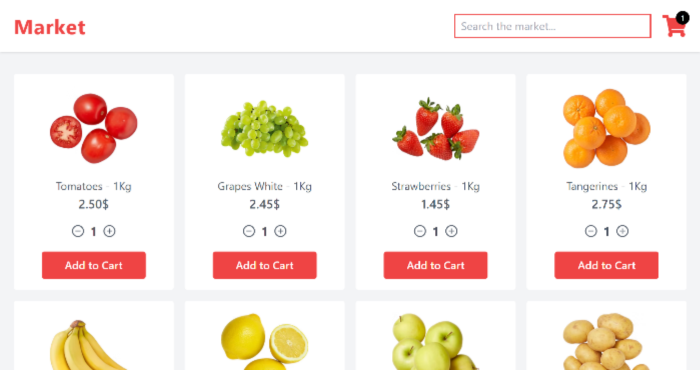 Market
Search the market...
1
Tomatoes - 1Kg
2.50$
1
Add to Cart
Grapes White - 1Kg
2.45$
1
Add to Cart
Strawberries - 1Kg
1.45$
1
Add to Cart
Tangerines - 1Kg
2.75$
1
Add to Cart